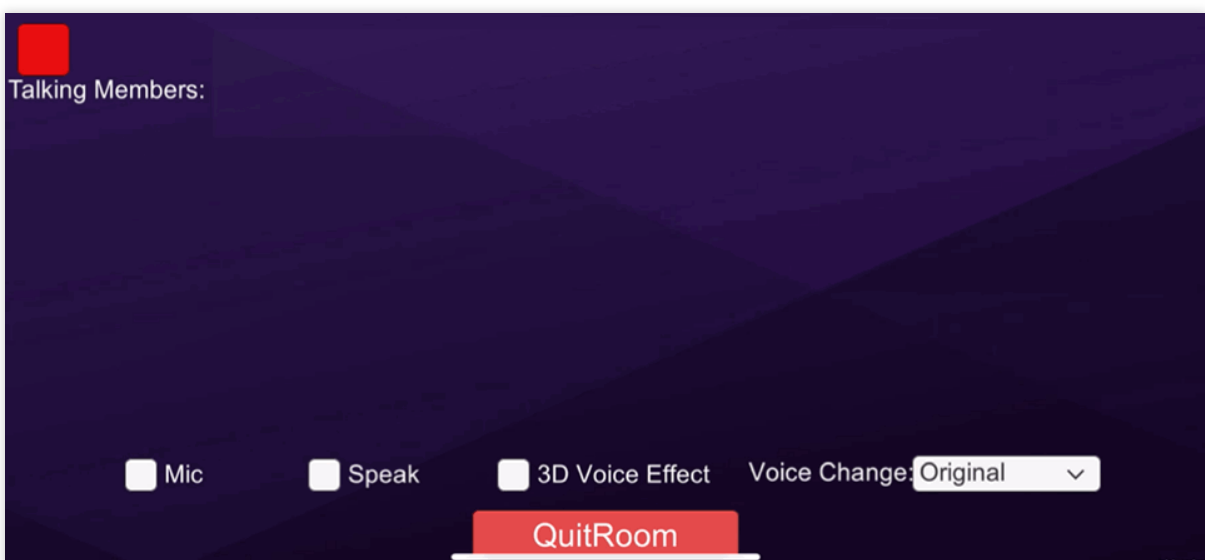 Talking Members:
Mic Speak 3D Voice Effect Voice Change: Original
QuitRoom